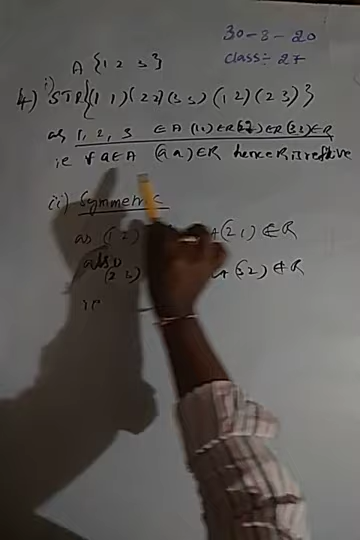 30-3-20
class:- 27
A {1 2 3}
4) i) STR{(1 1) (2 2) (3 3) (1 2) (2 3)}
as 1, 2, 3 ∈ A (1 1) ∈ R (2 2) ∈ R (3 3) ∈ R
ie ∀ a ∈ A (a a) ∈ R hence R is reflexive
ii) Symmetric
as (1 2) (2 1) ∉ R
also (2 3) (3 2) ∉ R
ie